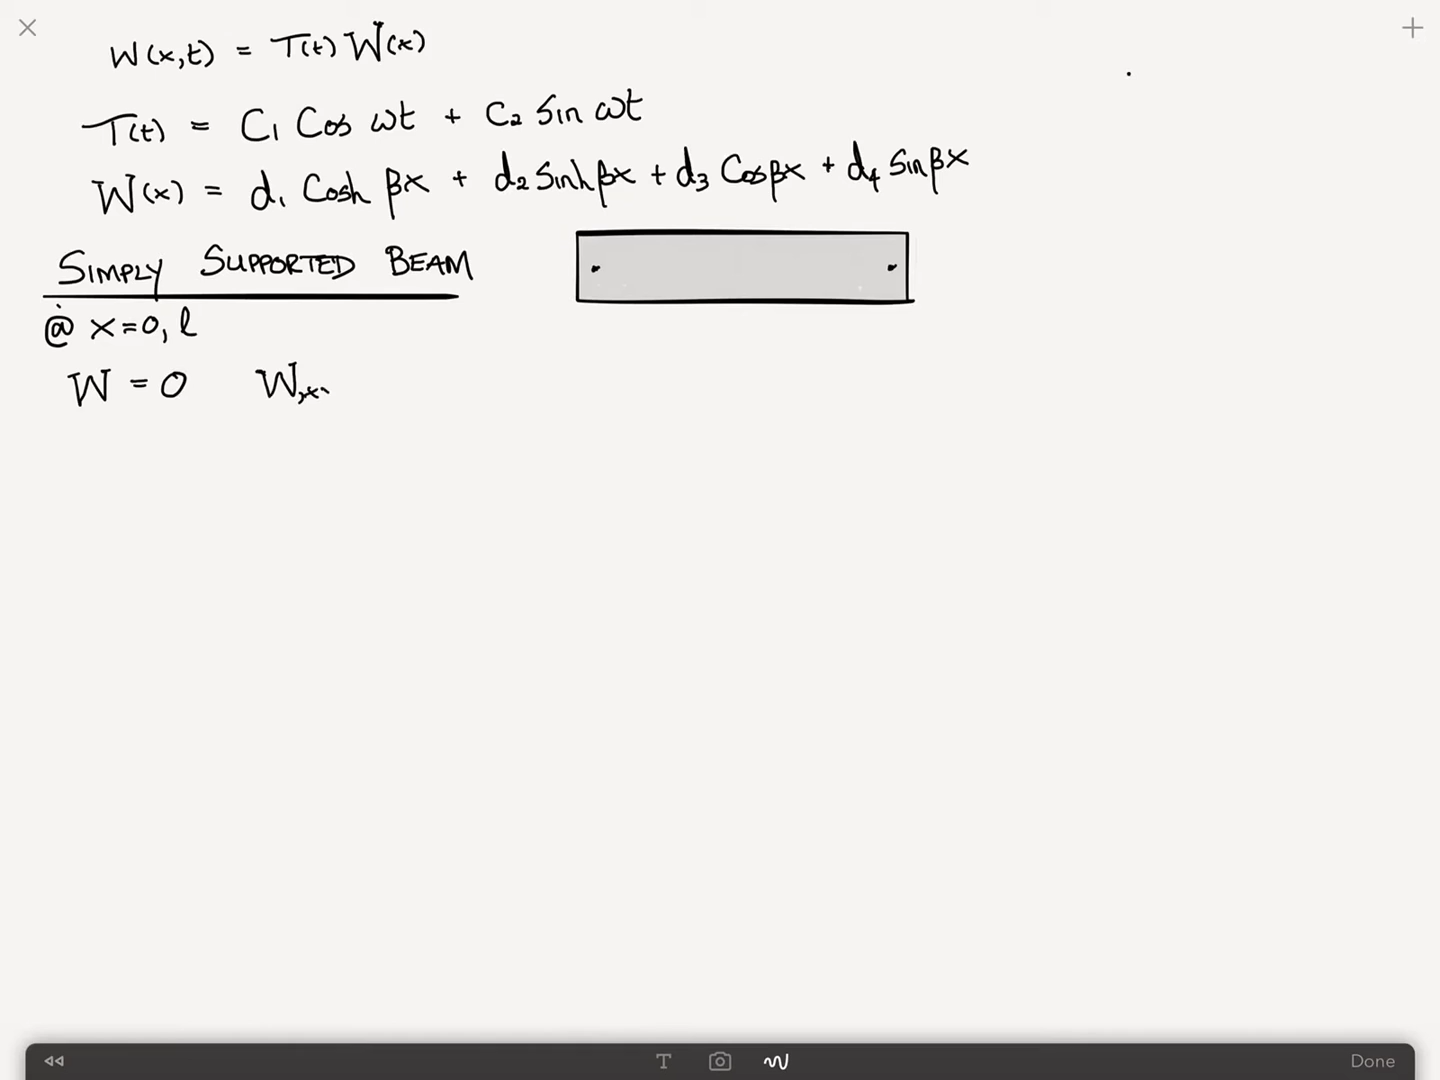 W(x,t) = T(t) W(x)
T(t) = C₁ Cos ωt + C₂ Sin ωt
W(x) = d₁ Cosh βx + d₂ Sinh βx + d₃ Cos βx + d₄ Sin βx
SIMPLY SUPPORTED BEAM
@ x=0, l
W = 0 W,xx
T
Done